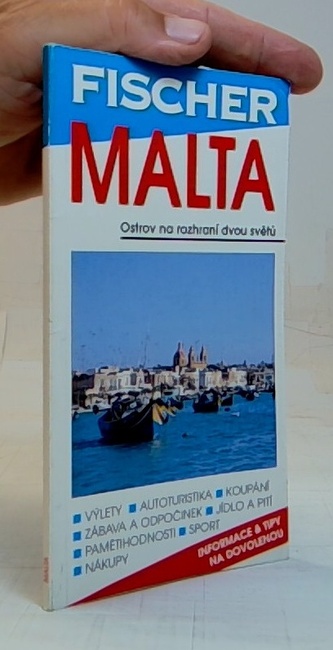 FISCHER
MALTA
Ostrov na rozhraní dvou světů
VÝLETY AUTOTURISTIKA KOUPÁNÍ
ZÁBAVA A ODPOČINEK JÍDLO A PITÍ
PAMĚTIHODNOSTI SPORT
NÁKUPY
INFORMACE & TIPY
NA DOVOLENOU
MALTA